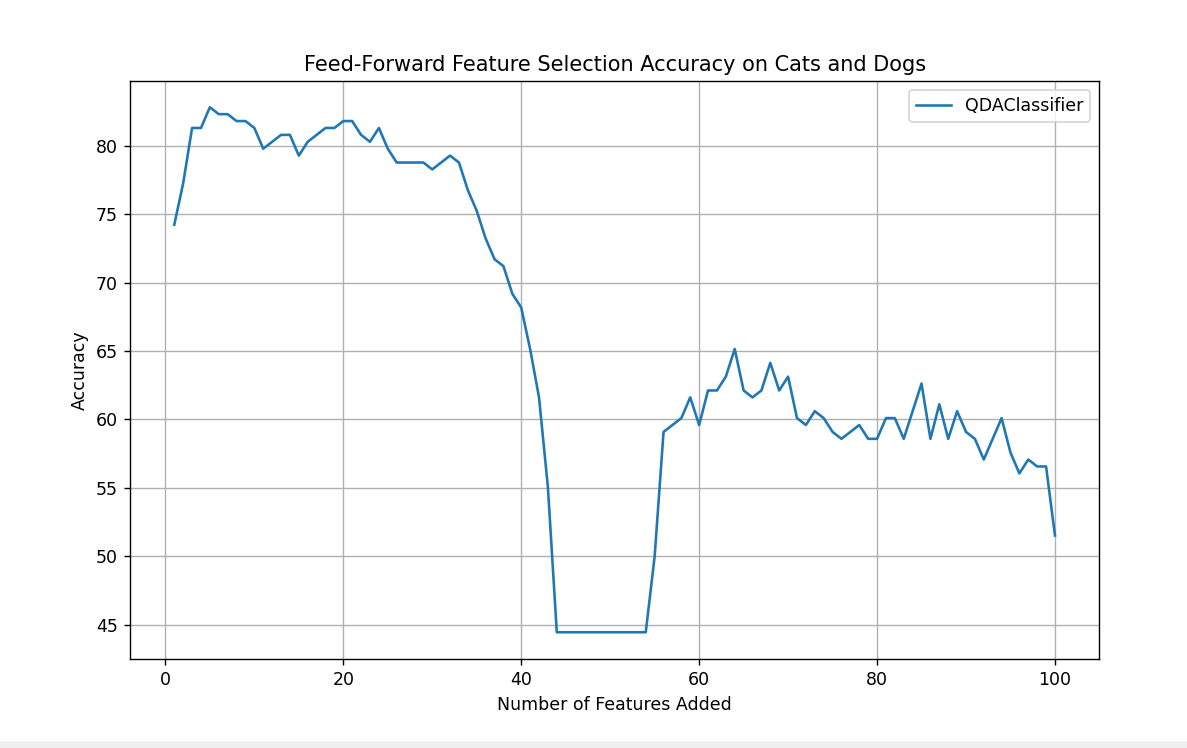 Feed-Forward Feature Selection Accuracy on Cats and Dogs
QDAClassifier
80
75
70
65
60
55
50
45
Accuracy
0 20 40 60 80 100
Number of Features Added